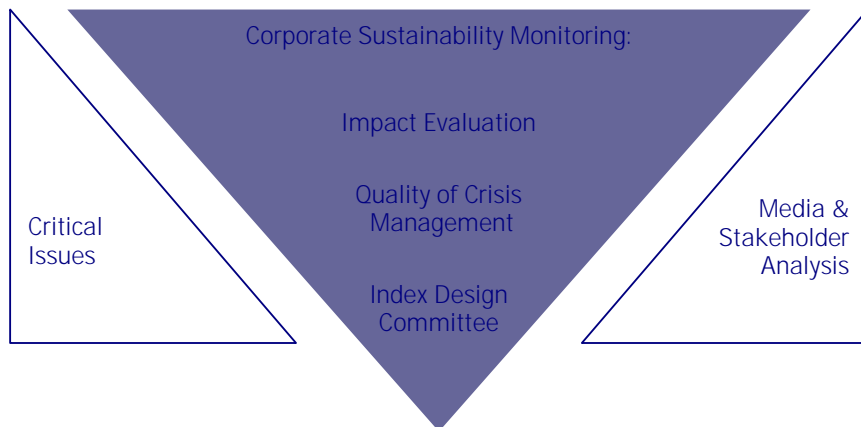 Corporate Sustainability Monitoring:
Impact Evaluation
Quality of Crisis
Management
Index Design
Committee
Critical
Issues
Media &
Stakeholder
Analysis